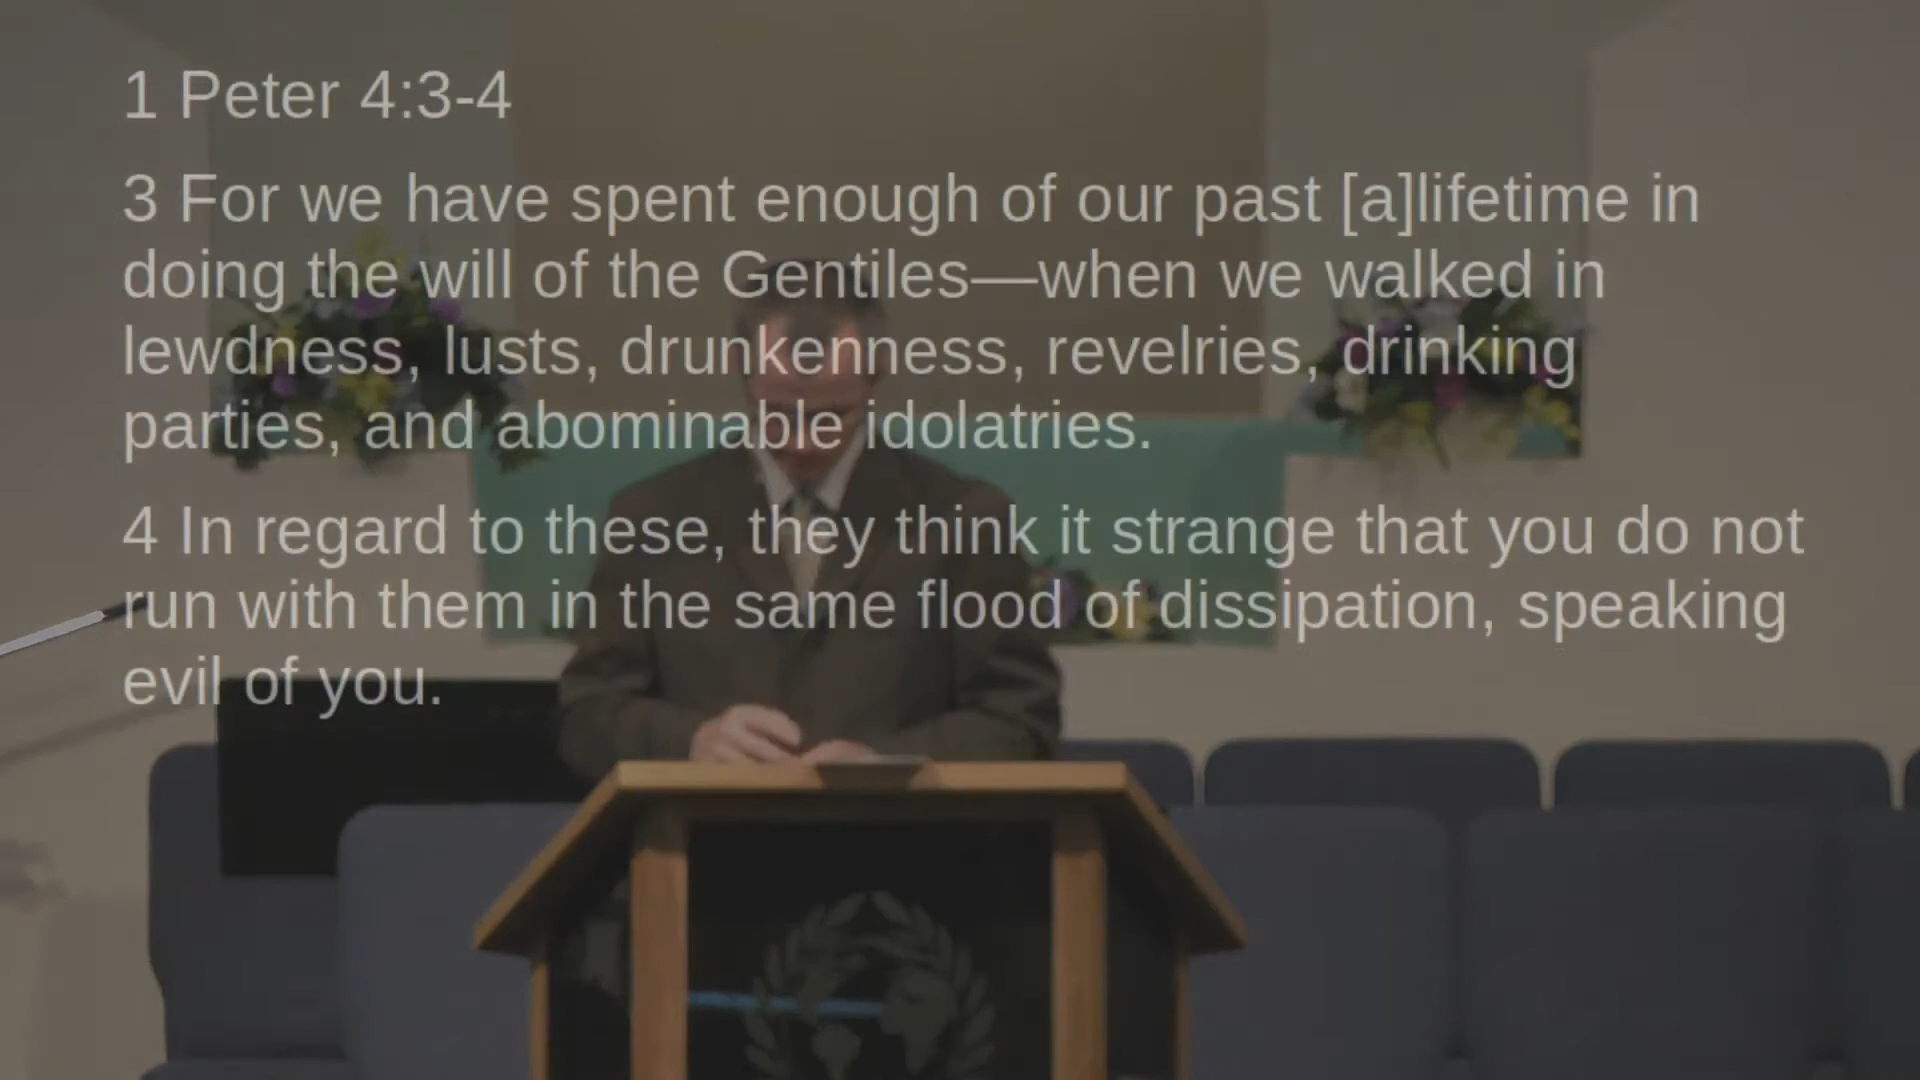 1 Peter 4:3-4
3 For we have spent enough of our past [a]lifetime in
doing the will of the Gentiles—when we walked in
lewdness, lusts, drunkenness, revelries, drinking
parties, and abominable idolatries.
4 In regard to these, they think it strange that you do not
run with them in the same flood of dissipation, speaking
evil of you.